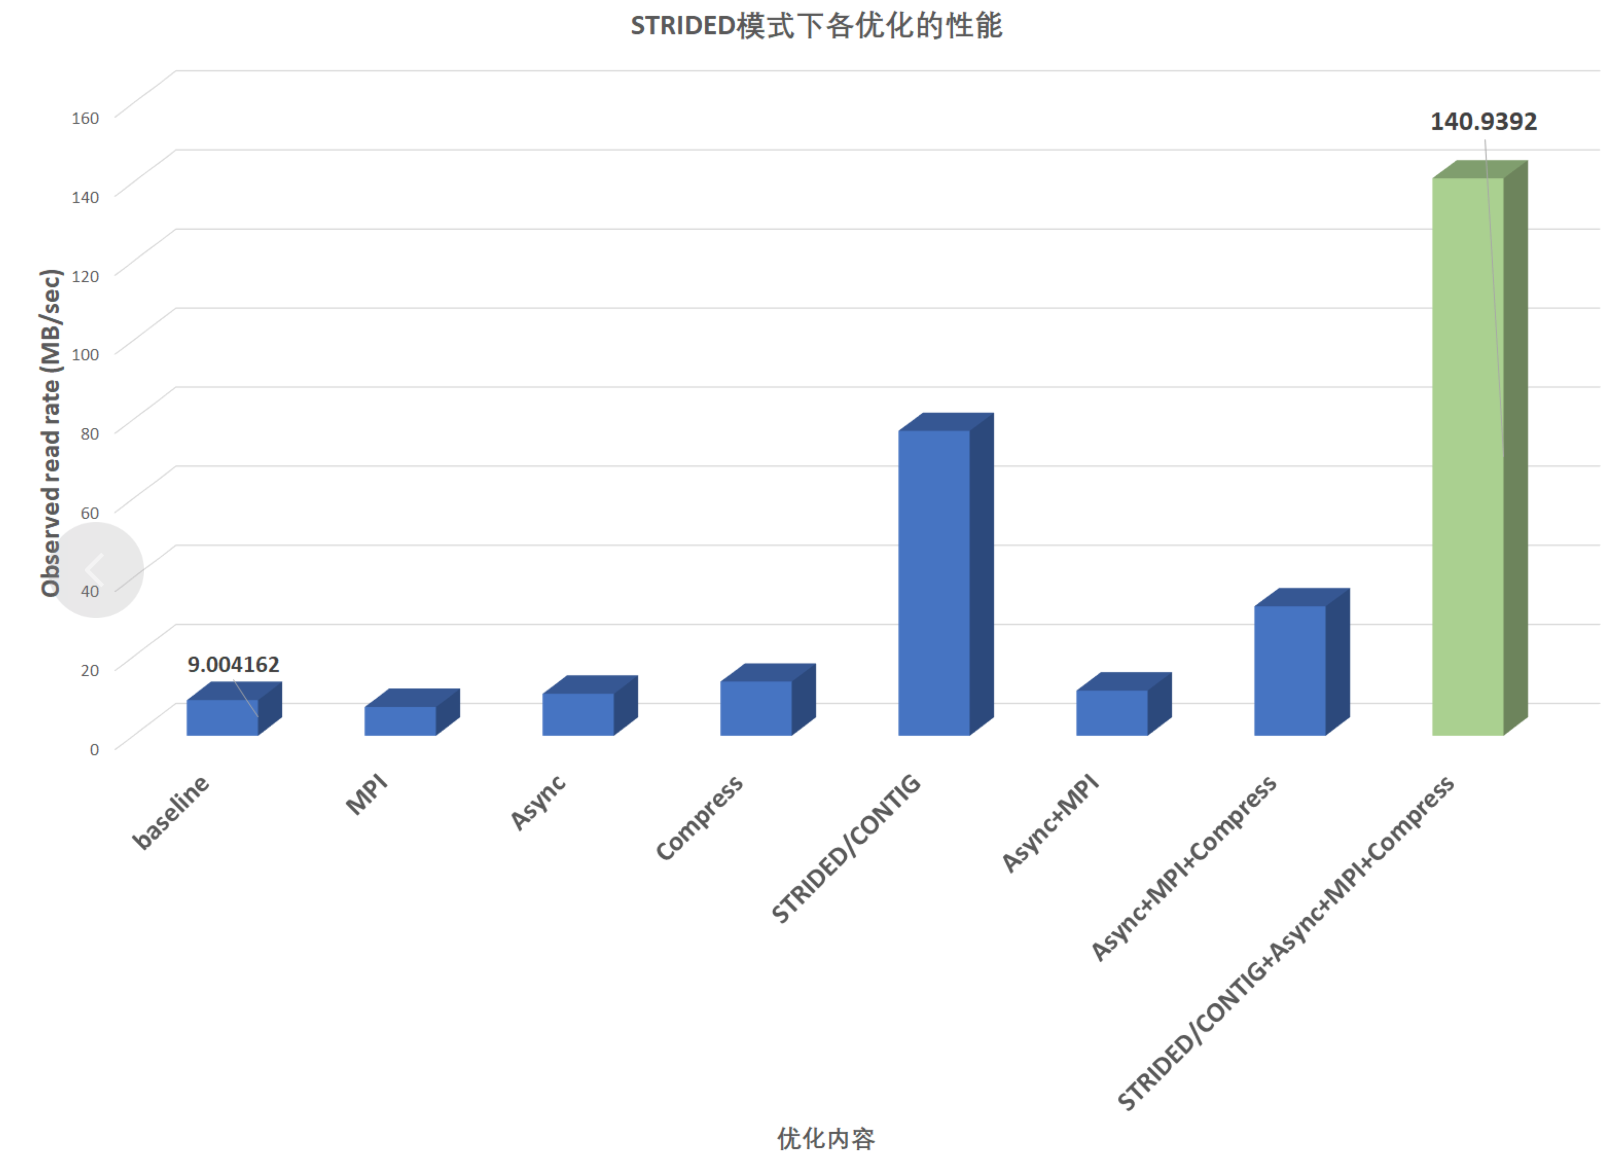 STRIDED模式下各优化的性能
Observed read rate (MB/sec)
160
140
120
100
80
60
40
20
0
9.004162
140.9392
baseline
MPI
Async
Compress
STRIDED/CONTIG
Async+MPI
Async+MPI+Compress
STRIDED/CONTIG+Async+MPI+Compress
优化内容